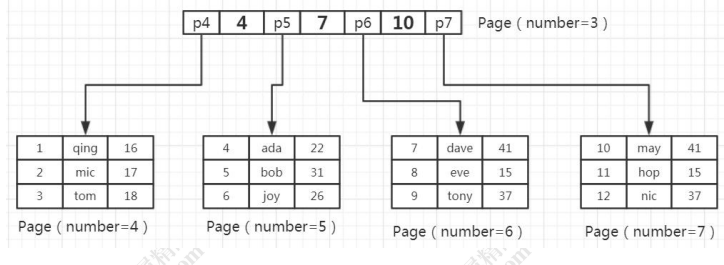 p4 4 p5 7 p6 10 p7 Page ( number=3 )
1 qing 16
2 mic 17
3 tom 18
Page ( number=4 )
4 ada 22
5 bob 31
6 joy 26
Page ( number=5 )
7 dave 41
8 eve 15
9 tony 37
Page ( number=6 )
10 may 41
11 hop 15
12 nic 37
Page ( number=7 )